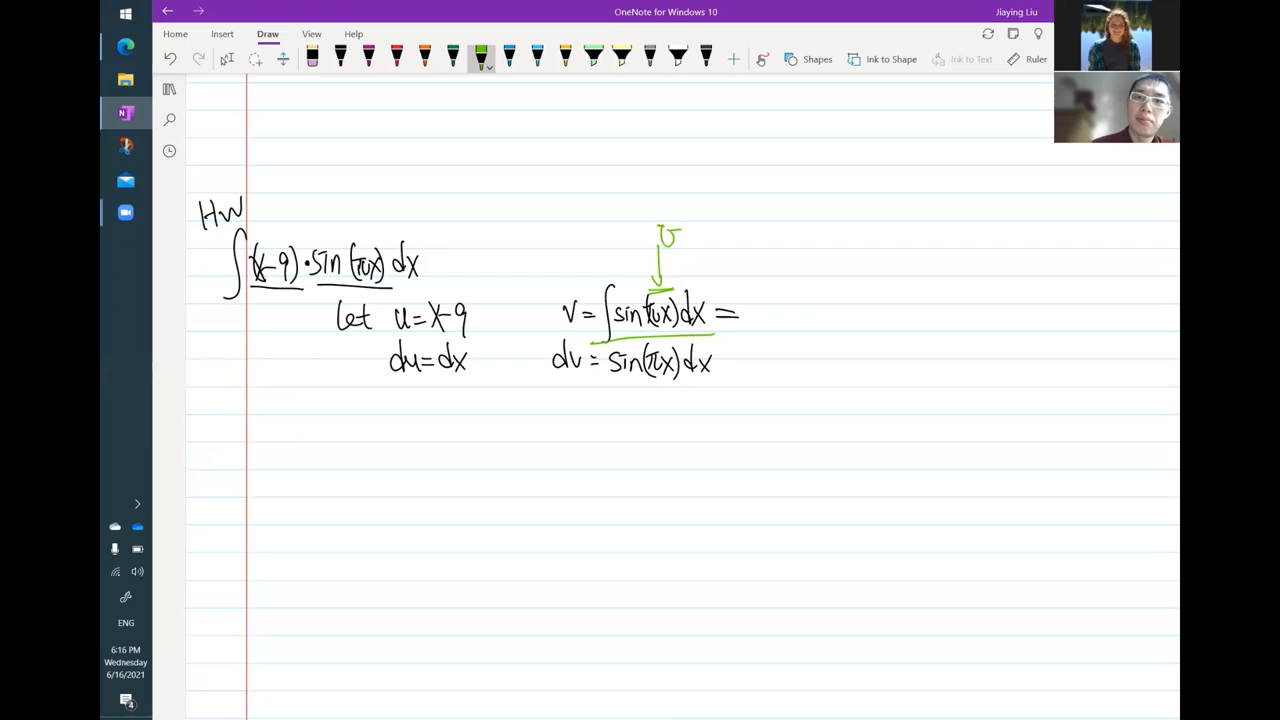 OneNote for Windows 10
Jiaying Liu
Home Insert Draw View Help
Ink to Shape
Shapes
Ink to Text
Ruler
HW
∫(x-9)·sin(πx)dx
let u=x-9
du=dx
v=∫sin(πx)dx=
dv=sin(πx)dx
ENG
6:16 PM
Wednesday
6/16/2021
4